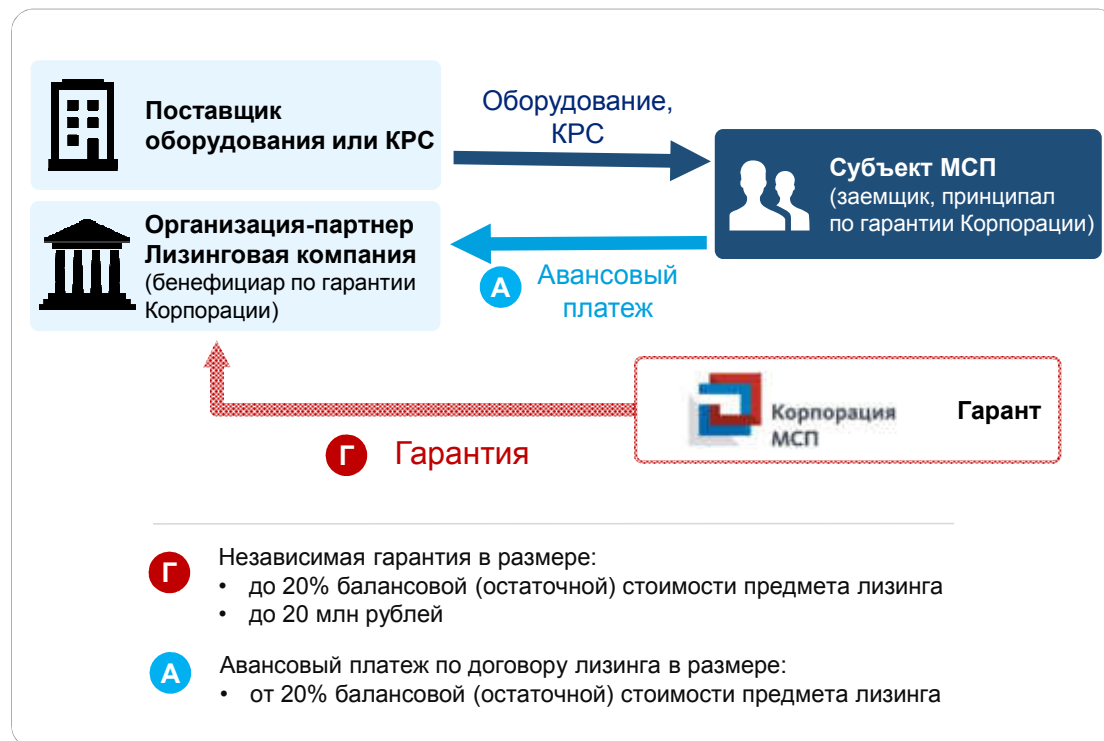 Поставщик
оборудования или КРС
Оборудование,
КРС
Субъект МСП
(заемщик, принципал
по гарантии Корпорации)
Организация-партнер
Лизинговая компания
(бенефициар по гарантии
Корпорации)
А Авансовый
платеж
Корпорация
МСП
Гарант
Г Гарантия
Г Независимая гарантия в размере:
• до 20% балансовой (остаточной) стоимости предмета лизинга
• до 20 млн рублей
А Авансовый платеж по договору лизинга в размере:
• от 20% балансовой (остаточной) стоимости предмета лизинга